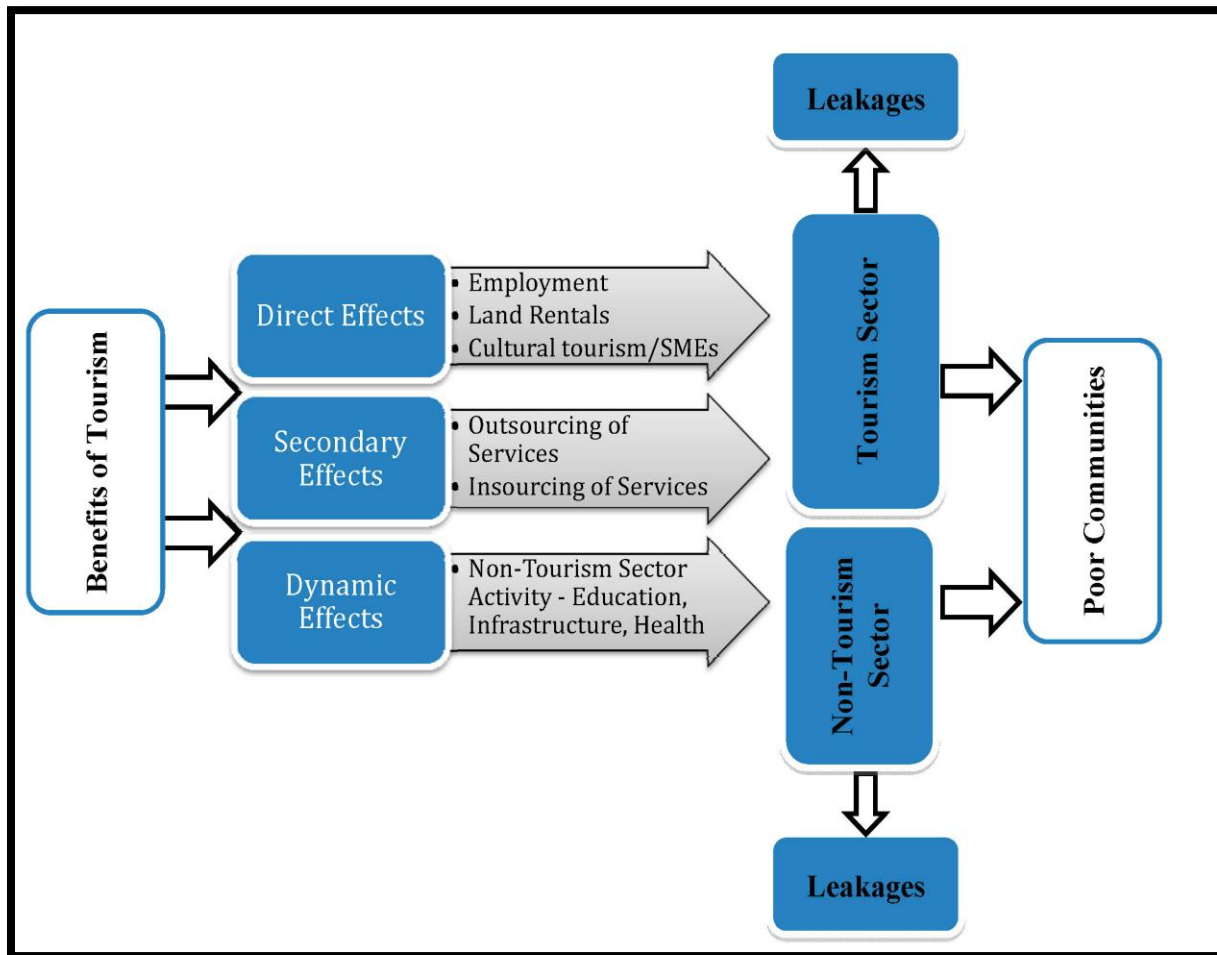 Benefits of Tourism
Direct Effects
• Employment
• Land Rentals
• Cultural tourism/SMEs
Secondary
Effects
• Outsourcing of
Services
• Insourcing of Services
Dynamic
Effects
• Non-Tourism Sector
Activity - Education,
Infrastructure, Health
Leakages
Tourism Sector
Non-Tourism
Sector
Leakages
Poor Communities